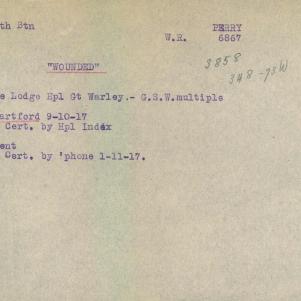 th Btn PERRY
W.R. 6867
3858
348-73W
"WOUNDED"
e Lodge Hpl Gt Warley.- G.S.W.multiple
artford 9-10-17
Cert. by Hpl Index
ent
Cert. by 'phone 1-11-17.